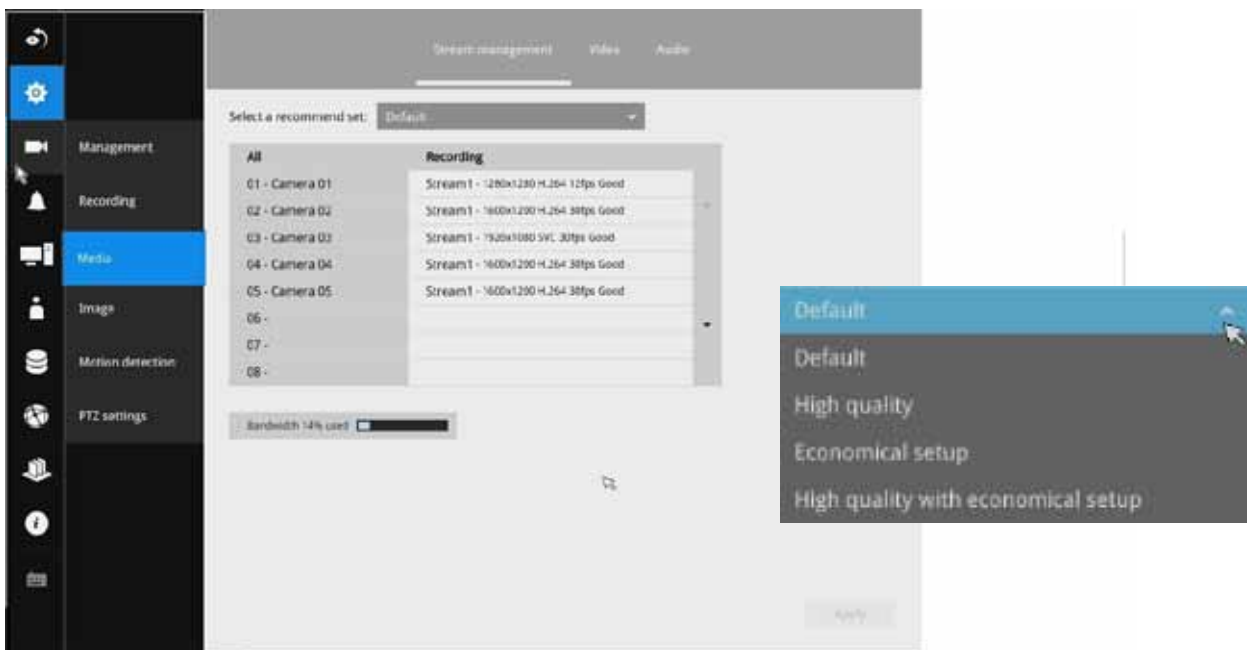 Stream management Video Audio
Select a recommend set: Default
All Recording
01 - Camera 01 Stream1 - 1280x1280 H.264 12fps Good
02 - Camera 02 Stream1 - 1600x1200 H.264 30fps Good
03 - Camera 03 Stream1 - 1920x1080 SVC 30fps Good
04 - Camera 04 Stream1 - 1600x1200 H.264 30fps Good
05 - Camera 05 Stream1 - 1600x1200 H.264 30fps Good
06 -
07 -
08 -
Bandwidth 14% used
Apply
Management
Recording
Media
Image
Motion detection
PTZ settings
Default
Default
High quality
Economical setup
High quality with economical setup